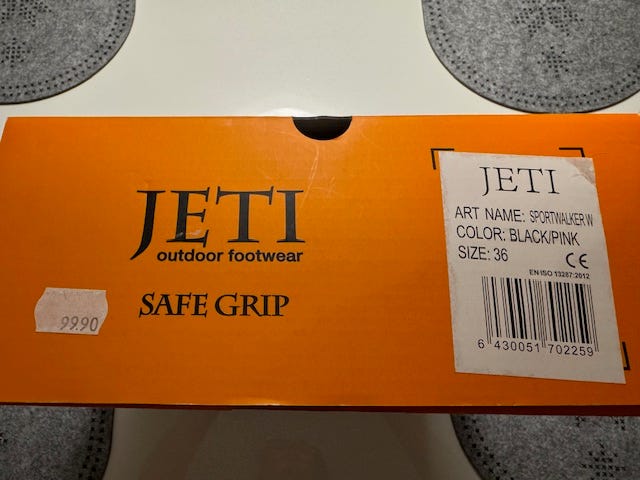 JETI
outdoor footwear
SAFE GRIP
99.90
JETI
ART NAME: SPORTWALKER W
COLOR: BLACK/PINK
SIZE: 36
CE
EN ISO 13287:2012
6 430051 702259